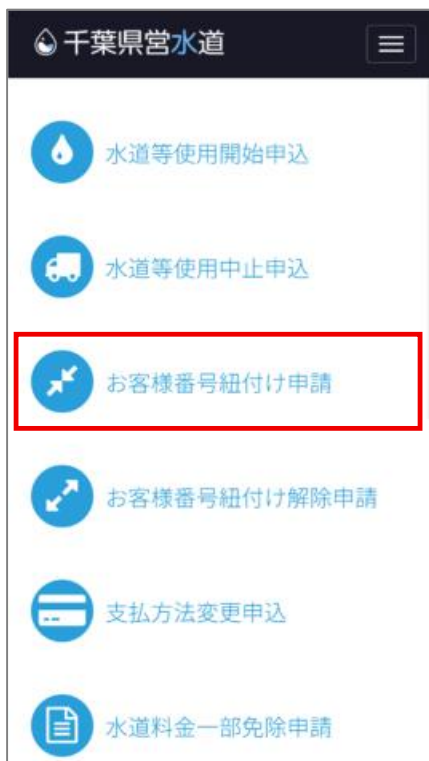 千葉県営水道
水道等使用開始申込
水道等使用中止申込
お客様番号紐付け申請
お客様番号紐付け解除申請
支払方法変更申込
水道料金一部免除申請